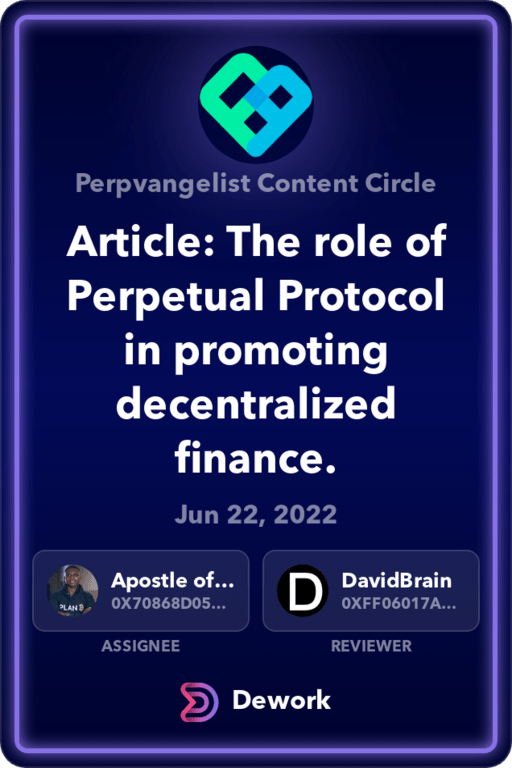 Perpvangelist Content Circle
Article: The role of
Perpetual Protocol
in promoting
decentralized
finance.
Jun 22, 2022
PLAN B
Apostle of...
0X70868D05...
ASSIGNEE
DavidBrain
0XFF06017A...
REVIEWER
Dework